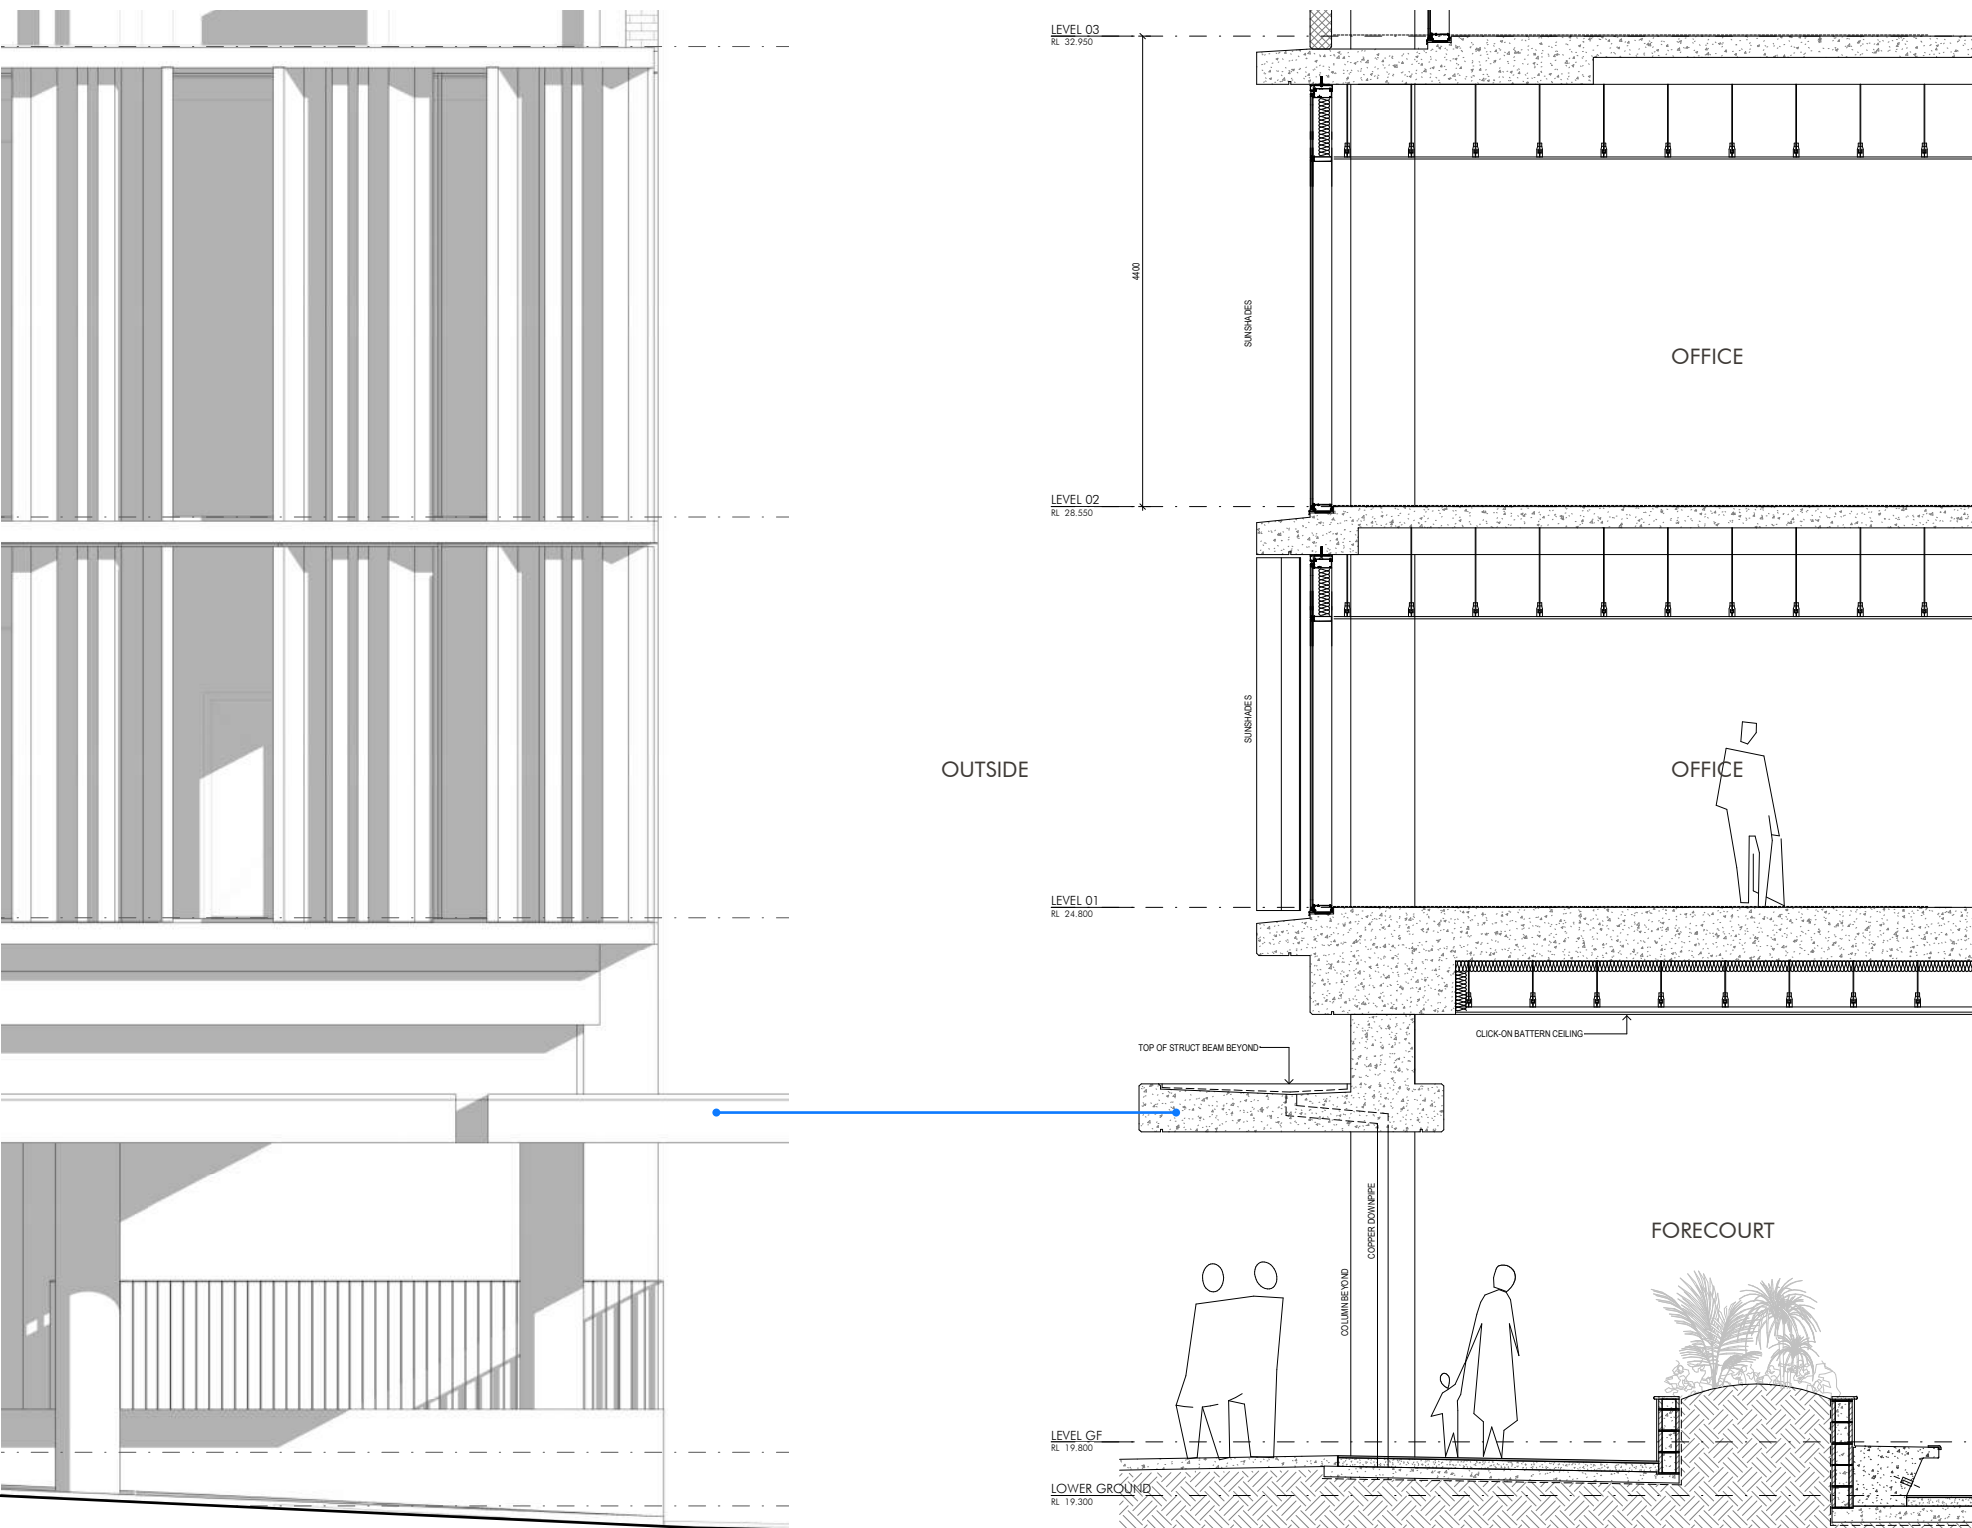 LEVEL 03
RL 32.950
4400
SUNSHADES
OFFICE
LEVEL 02
RL 28.550
SUNSHADES
OUTSIDE
OFFICE
LEVEL 01
RL 24.800
CLICK-ON BATTERN CEILING
TOP OF STRUCT BEAM BEYOND
COPPER DOWNPIPE
FORECOURT
COLUMN BEYOND
LEVEL GF
RL 19.800
LOWER GROUND
RL 19.300